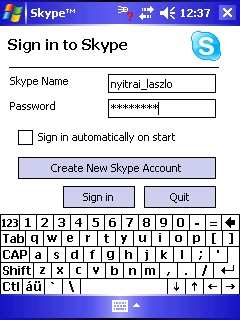 Skype™ 12:37
Sign in to Skype
Skype Name nyitrai_laszlo
Password ********
Sign in automatically on start
Create New Skype Account
Sign in Quit
123 1 2 3 4 5 6 7 8 9 0 - = ←
Tab q w e r t y u i o p [ ]
CAP a s d f g h j k l ; '
Shift z x c v b n m , . / ↵
Ctl áü ` \ ↓ ↑ ← →